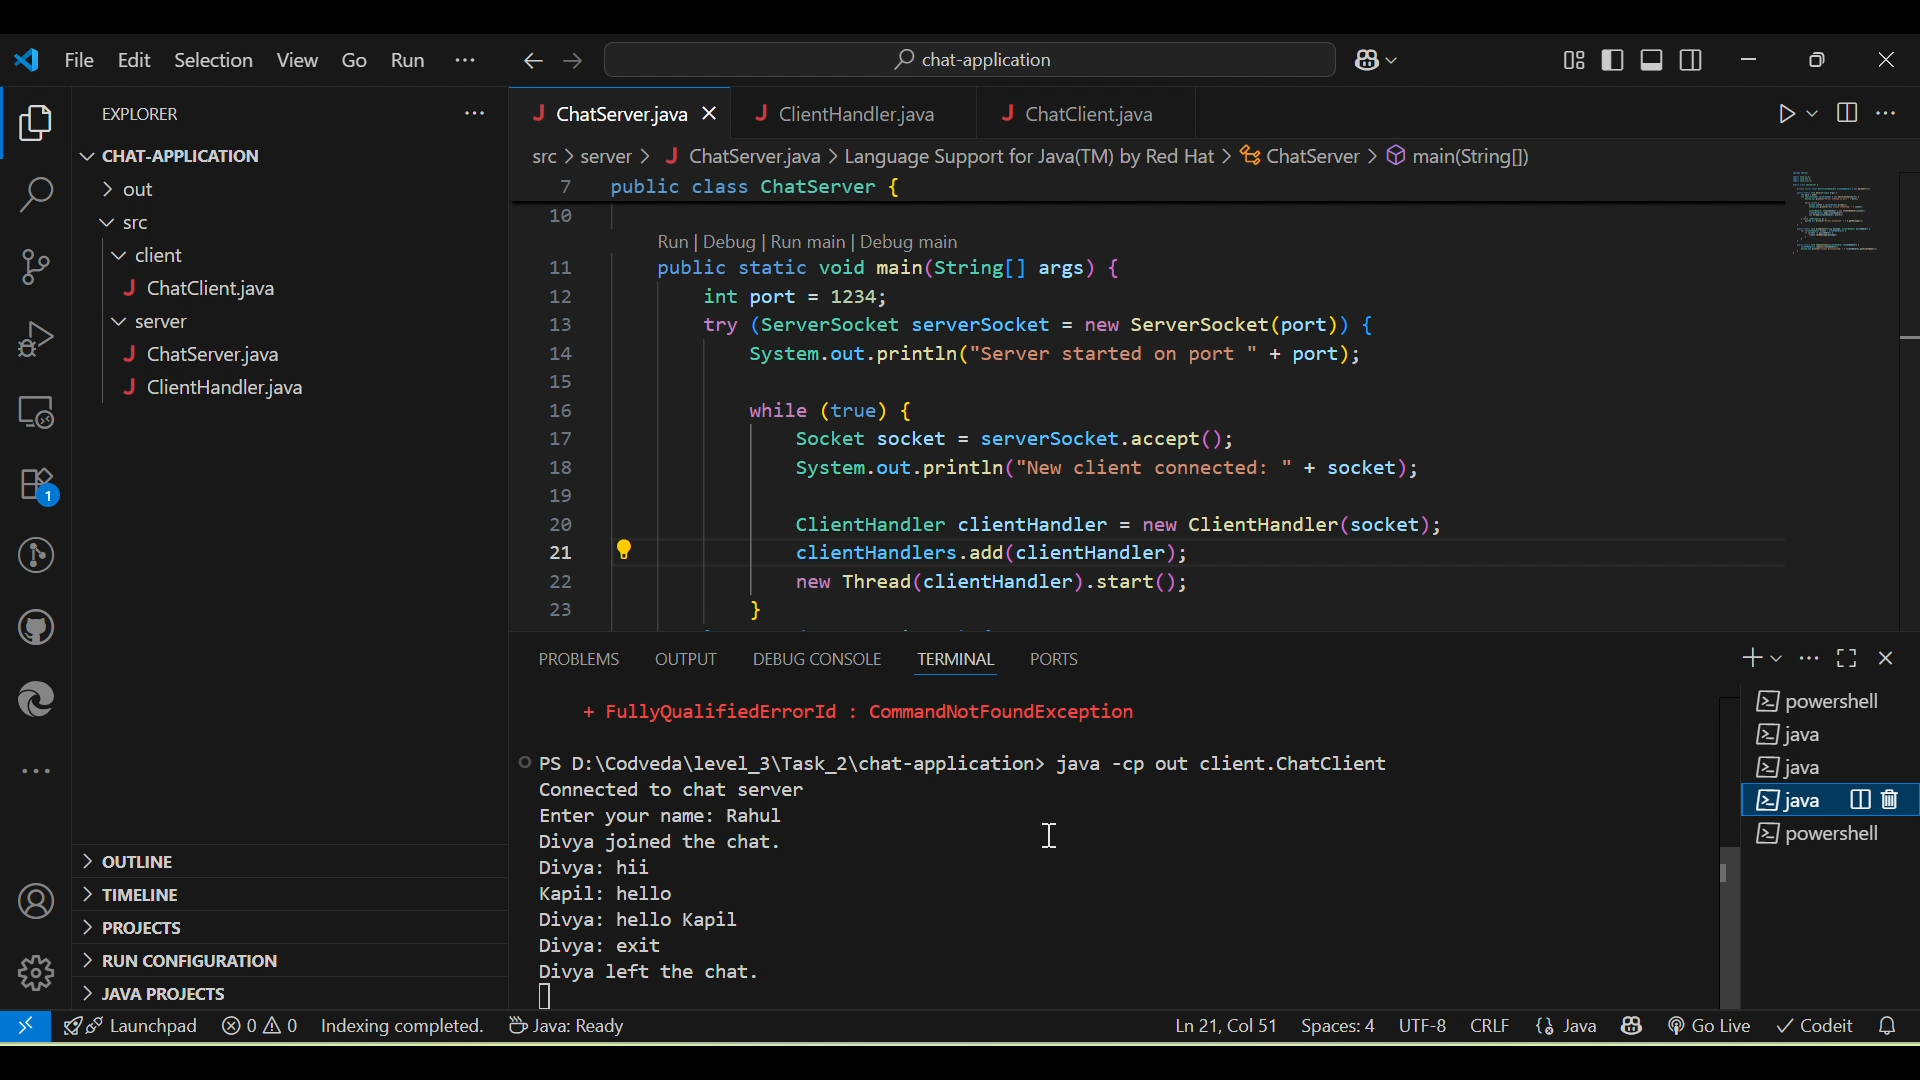 File Edit Selection View Go Run ...
chat-application
EXPLORER
CHAT-APPLICATION
out
src
client
J ChatClient.java
server
J ChatServer.java
J ClientHandler.java
OUTLINE
TIMELINE
PROJECTS
RUN CONFIGURATION
JAVA PROJECTS
J ChatServer.java J ClientHandler.java J ChatClient.java
src > server > J ChatServer.java > Language Support for Java(TM) by Red Hat > ChatServer > main(String[])
7 public class ChatServer {
10
Run | Debug | Run main | Debug main
11 public static void main(String[] args) {
12 int port = 1234;
13 try (ServerSocket serverSocket = new ServerSocket(port)) {
14 System.out.println("Server started on port " + port);
15
16 while (true) {
17 Socket socket = serverSocket.accept();
18 System.out.println("New client connected: " + socket);
19
20 ClientHandler clientHandler = new ClientHandler(socket);
21 clientHandlers.add(clientHandler);
22 new Thread(clientHandler).start();
23 }
PROBLEMS OUTPUT DEBUG CONSOLE TERMINAL PORTS
+ FullyQualifiedErrorId : CommandNotFoundException
PS D:\Codveda\level_3\Task_2\chat-application> java -cp out client.ChatClient
Connected to chat server
Enter your name: Rahul
Divya joined the chat.
Divya: hii
Kapil: hello
Divya: hello Kapil
Divya: exit
Divya left the chat.
powershell
java
java
java
powershell
1
Launchpad 0 0 Indexing completed. Java: Ready Ln 21, Col 51 Spaces: 4 UTF-8 CRLF Java Go Live Codeit